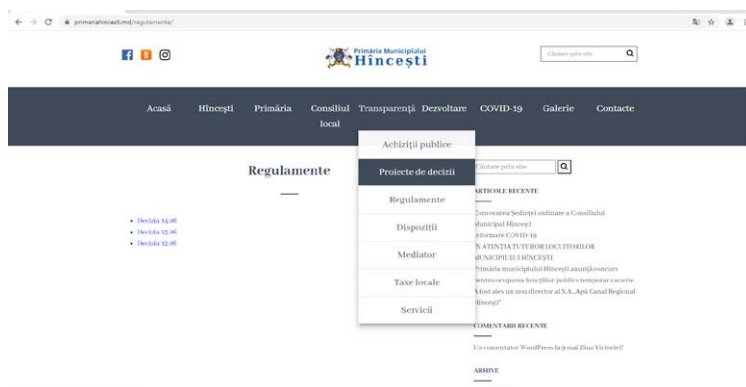 primariahincesti.md/regulamente/
Primăria Municipiului
Hîncești
Căutare prin site
Acasă
Hîncești
Primăria
Consiliul
local
Transparență
Dezvoltare
COVID-19
Galerie
Contacte
Achiziții publice
Proiecte de decizii
Regulamente
Dispoziții
Mediator
Taxe locale
Servicii
Regulamente
Decizia 14.06
Decizia 13.06
Decizia 12.06
Căutare prin site
ARTICOLE RECENTE
Convocarea Ședinței ordinare a Consiliului
Municipal Hîncești
Informare COVID-19
ÎN ATENȚIA TUTUROR LOCUITORILOR
MUNICIPIULUI HÎNCEȘTI.
Primăria municipiului Hîncești anunță concurs
pentru ocuparea funcțiilor publice temporar vacante
A fost ales un nou director al S.A. „Apă Canal Regional
Hîncești"
COMENTARII RECENTE
Un comentator WordPress la 9 mai Ziua Victoriei!
ARHIVE